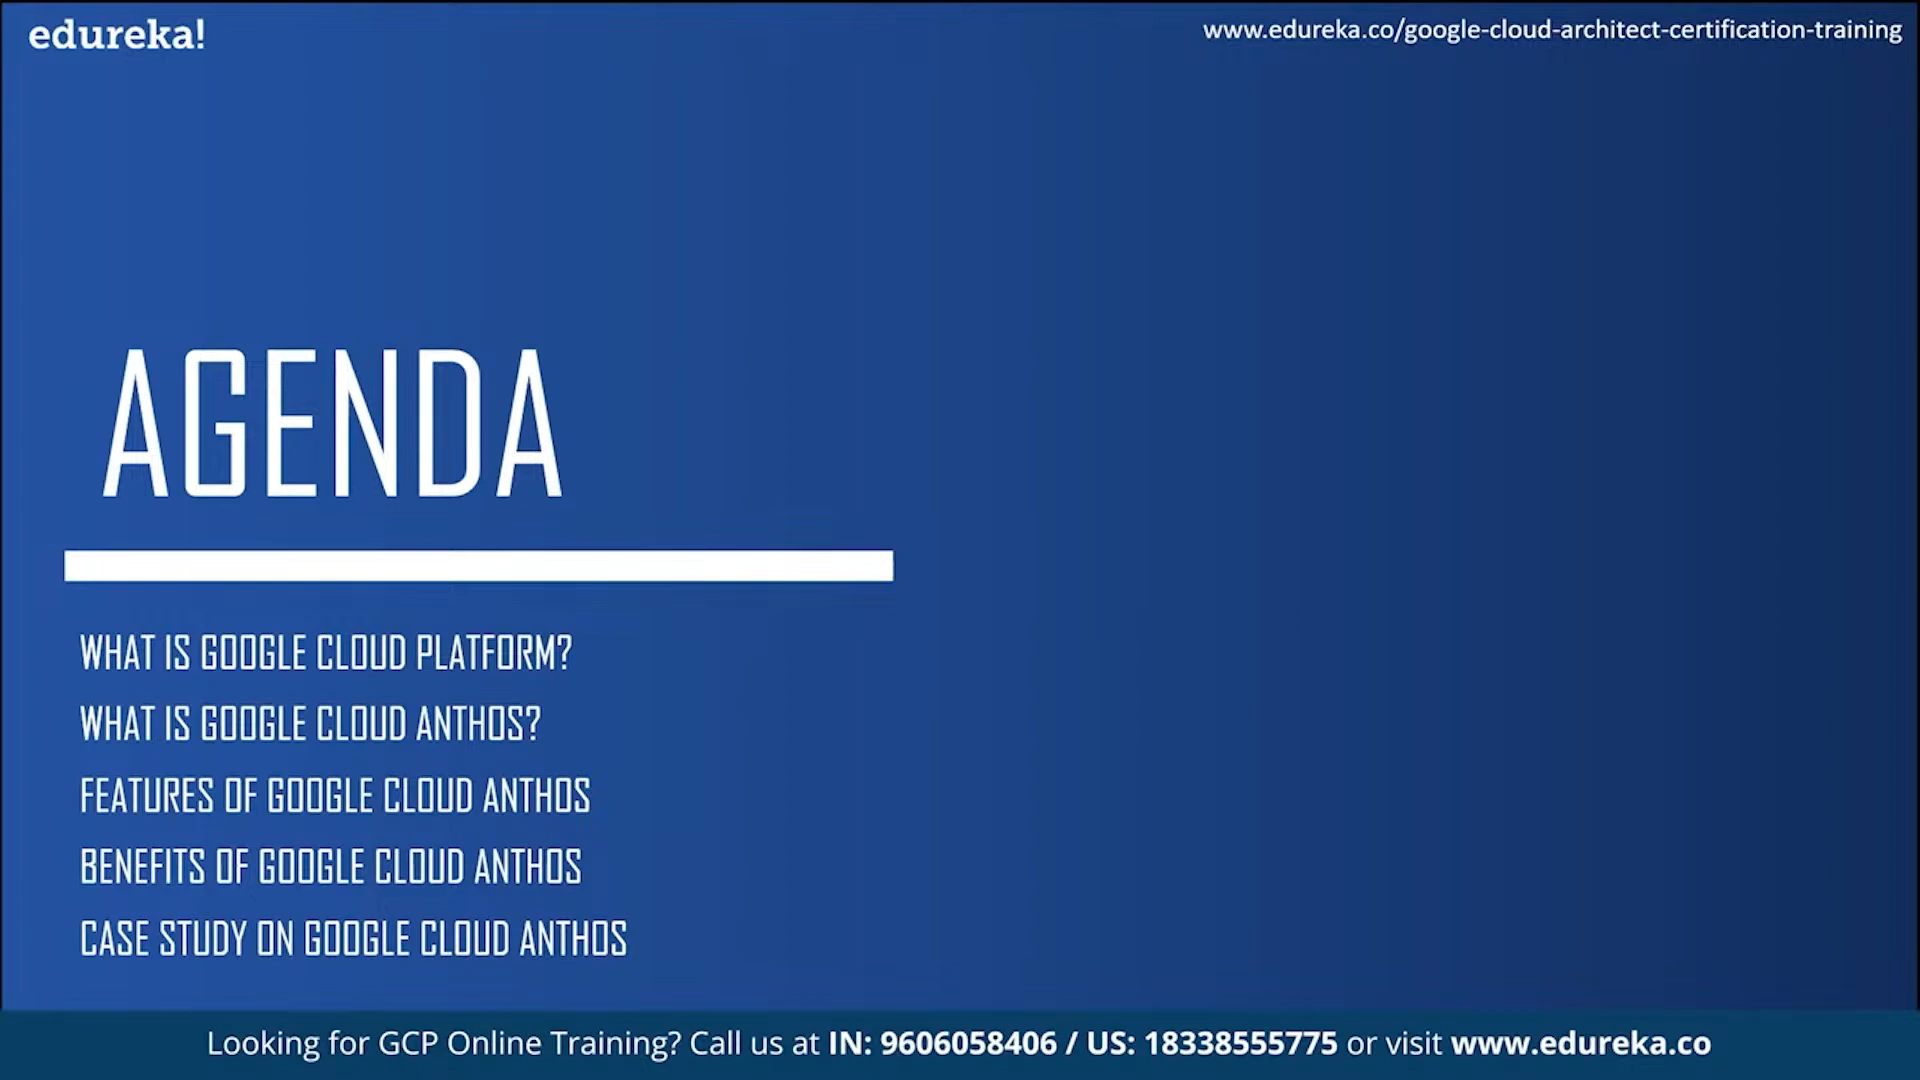 edureka!
www.edureka.co/google-cloud-architect-certification-training
AGENDA
WHAT IS GOOGLE CLOUD PLATFORM?
WHAT IS GOOGLE CLOUD ANTHOS?
FEATURES OF GOOGLE CLOUD ANTHOS
BENEFITS OF GOOGLE CLOUD ANTHOS
CASE STUDY ON GOOGLE CLOUD ANTHOS
Looking for GCP Online Training? Call us at IN: 9606058406 / US: 18338555775 or visit www.edureka.co